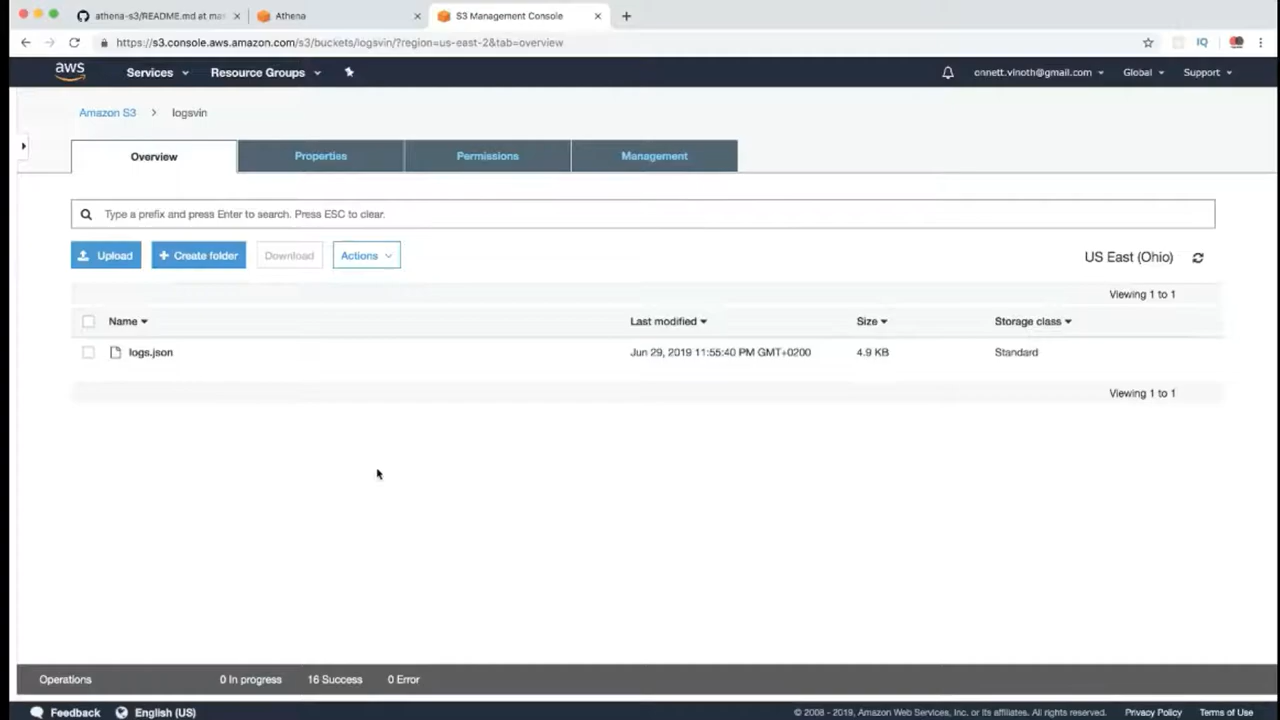 athena-s3/README.md at mas
Athena
S3 Management Console
https://s3.console.aws.amazon.com/s3/buckets/logsvin/?region=us-east-2&tab=overview
IQ
aws
Services
Resource Groups
onnett.vinoth@gmail.com
Global
Support
Amazon S3
logsvin
Overview
Properties
Permissions
Management
Type a prefix and press Enter to search. Press ESC to clear.
Upload
+ Create folder
Download
Actions
US East (Ohio)
Viewing 1 to 1
Name
Last modified
Size
Storage class
logs.json
Jun 29, 2019 11:55:40 PM GMT+0200
4.9 KB
Standard
Viewing 1 to 1
Operations
0 In progress
16 Success
0 Error
Feedback
English (US)
© 2008 - 2019, Amazon Web Services, Inc. or its affiliates. All rights reserved.
Privacy Policy
Terms of Use